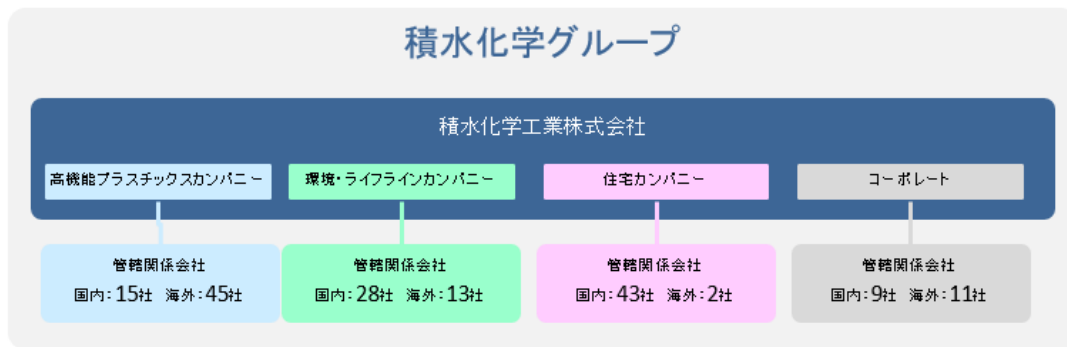 積水化学グループ
積水化学工業株式会社
高機能プラスチックスカンパニー
環境・ライフラインカンパニー
住宅カンパニー
コーポレート
管轄関係会社
国内：15社 海外：45社
管轄関係会社
国内：28社 海外：13社
管轄関係会社
国内：43社 海外：2社
管轄関係会社
国内：9社 海外：11社